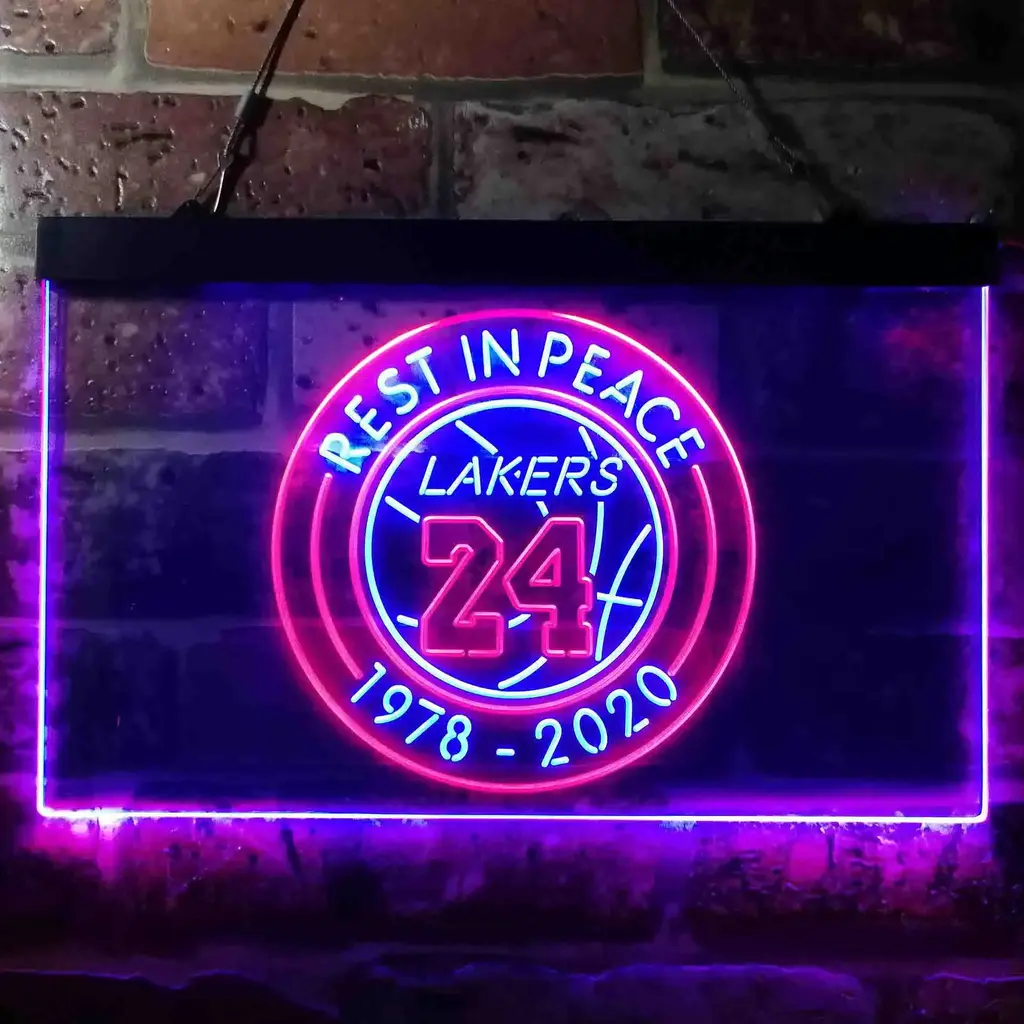 REST IN PEACE
LAKERS
24
1978 - 2020